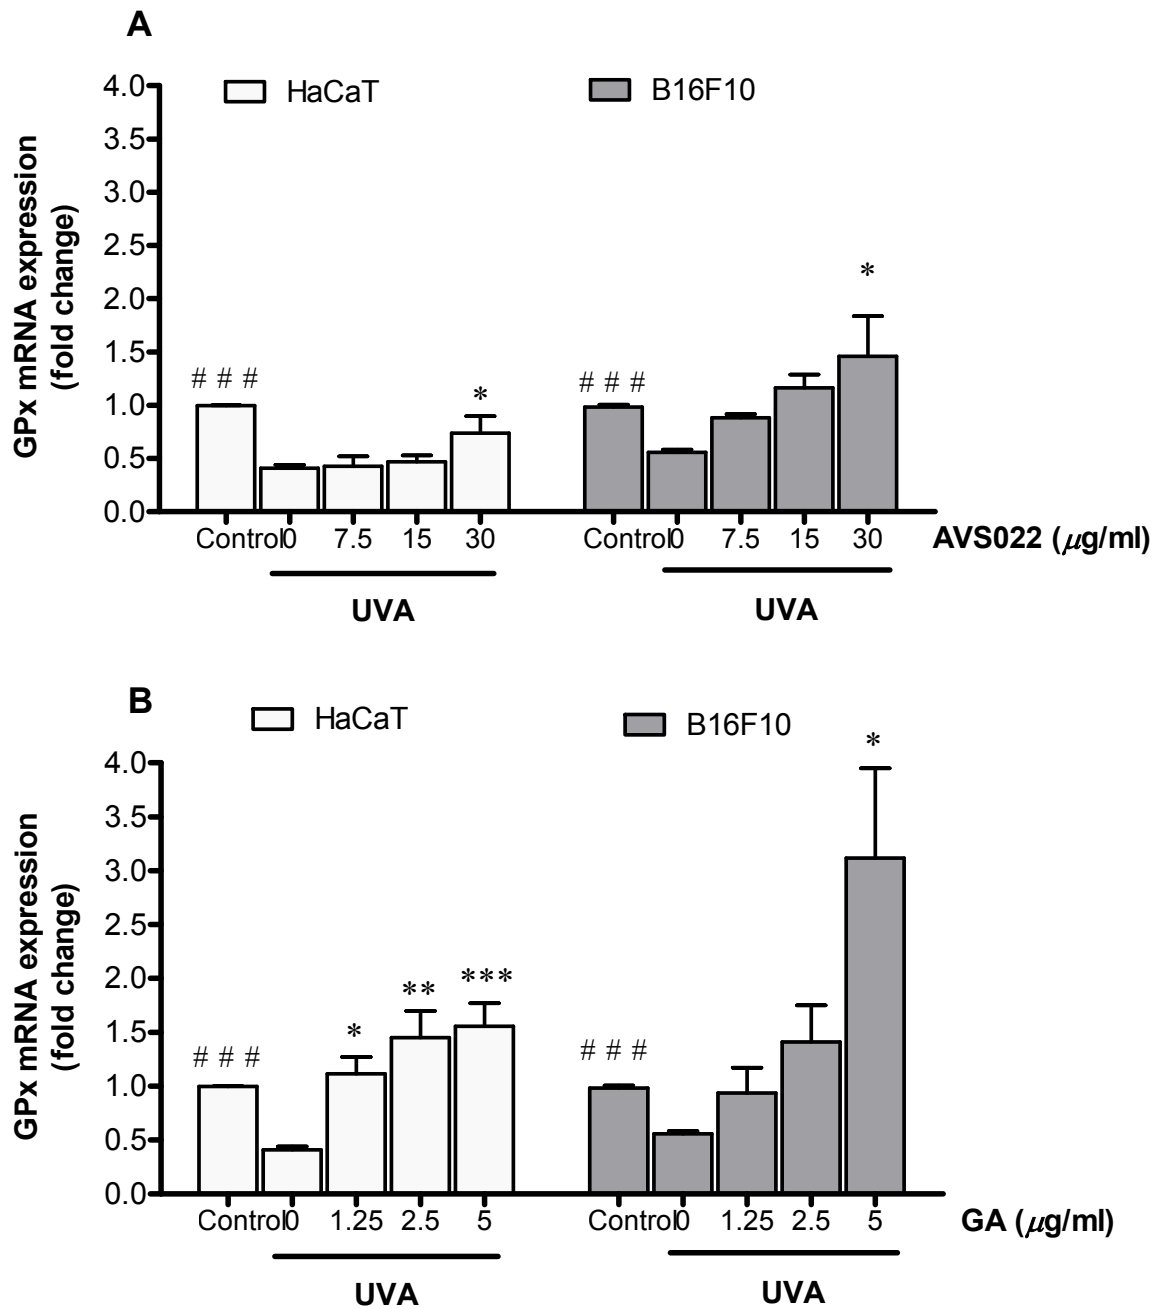 A
HaCaT
B16F10
4.0
3.5
3.0
2.5
2.0
1.5
1.0
0.5
0.0
GPx mRNA expression
(fold change)
# # #
*
# # #
*
Control 0 7.5 15 30
Control 0 7.5 15 30
AVS022 (μg/ml)
UVA
UVA
B
HaCaT
B16F10
4.0
3.5
3.0
2.5
2.0
1.5
1.0
0.5
0.0
GPx mRNA expression
(fold change)
# # #
*
**
***
# # #
*
Control 0 1.25 2.5 5
Control 0 1.25 2.5 5
GA (μg/ml)
UVA
UVA